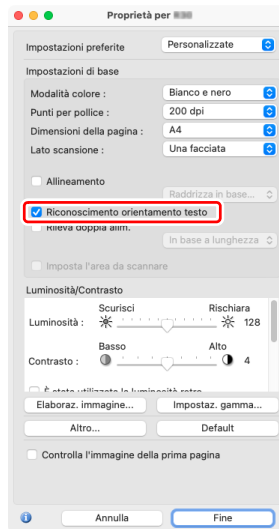 Proprietà per
Impostazioni preferite Personalizzate
Impostazioni di base
Modalità colore : Bianco e nero
Punti per pollice : 200 dpi
Dimensioni della pagina : A4
Lato scansione : Una facciata
Allineamento
Raddrizza in base...
Riconoscimento orientamento testo
Rileva doppia alim.
In base a lunghezza
Imposta l'area da scannare
Luminosità/Contrasto
Scurisci Rischiara
Luminosità : 128
Basso Alto
Contrasto : 4
È stata utilizzata la luminosità retro
Elaboraz. immagine... Impostaz. gamma...
Altro... Default
Controlla l'immagine della prima pagina
Annulla Fine